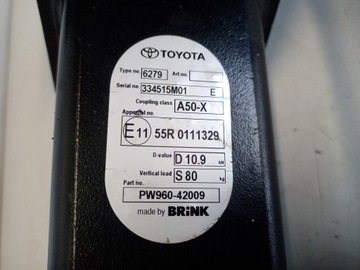 TOYOTA
Type no 6279 Art.no
Serial no 334515M01 E
Coupling class A50-X
Approval no
E11 55R 0111329
D-value D 10.9 kN
Vertical load S 80 kg
Part no. PW960-42009
made by BRINK